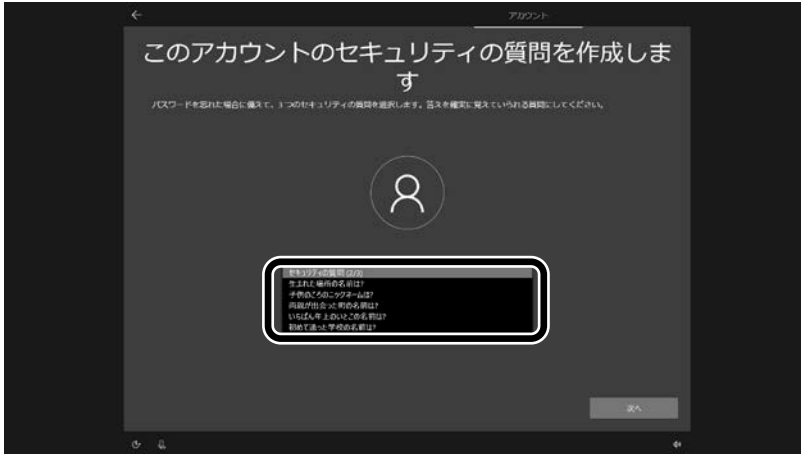 アカウント
このアカウントのセキュリティの質問を作成しま
す
パスワードを忘れた場合に備えて、3 つのセキュリティの質問を選択します。答えを確実に覚えていられる質問にしてください。
セキュリティの質問 (2/3)
生まれた場所の名前は?
子供のころのニックネームは?
両親が出会った町の名前は?
いちばん年上のいとこの名前は?
初めて通った学校の名前は?
次へ